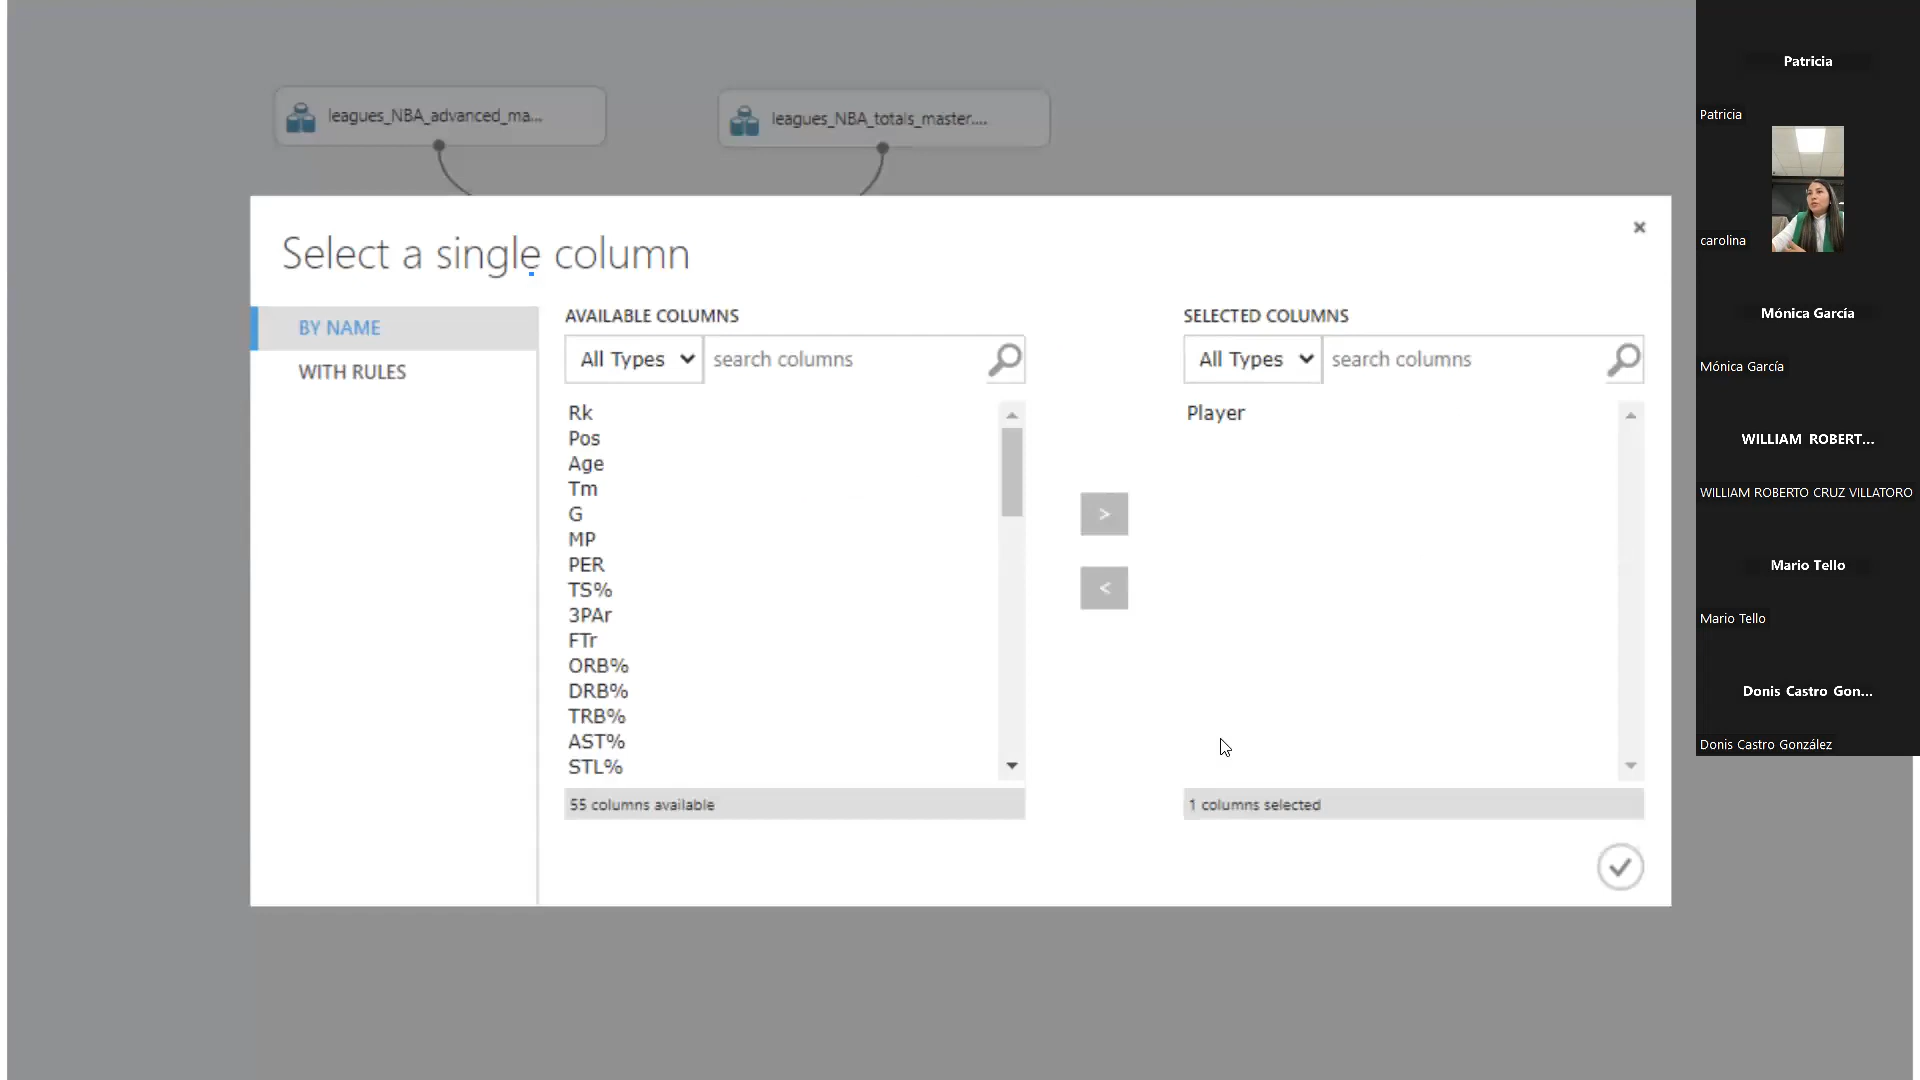 leagues_NBA_advanced_ma...
leagues_NBA_totals_master....
Select a single column
BY NAME
WITH RULES
AVAILABLE COLUMNS
All Types
search columns
Rk
Pos
Age
Tm
G
MP
PER
TS%
3PAr
FTr
ORB%
DRB%
TRB%
AST%
STL%
55 columns available
>
<
SELECTED COLUMNS
All Types
search columns
Player
1 columns selected
Patricia
Patricia
carolina
Mónica García
Mónica García
WILLIAM ROBERT...
WILLIAM ROBERTO CRUZ VILLATORO
Mario Tello
Mario Tello
Donis Castro Gon...
Donis Castro González